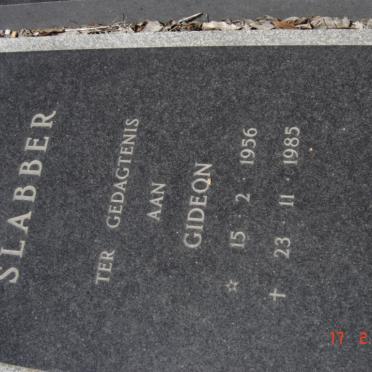 SLABBER
TER GEDAGTENIS
AAN
GIDEON
☆ 15 · 2 · 1956
† 23 · 11 · 1985
17 2